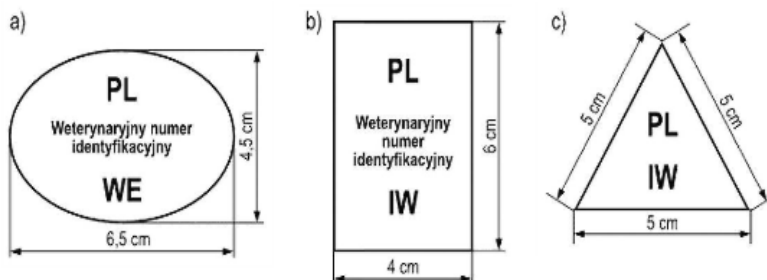 a)
PL
Weterynaryjny numer
identyfikacyjny
WE
4,5 cm
6,5 cm
b)
PL
Weterynaryjny
numer
identyfikacyjny
IW
6 cm
4 cm
c)
5 cm
5 cm
PL
IW
5 cm